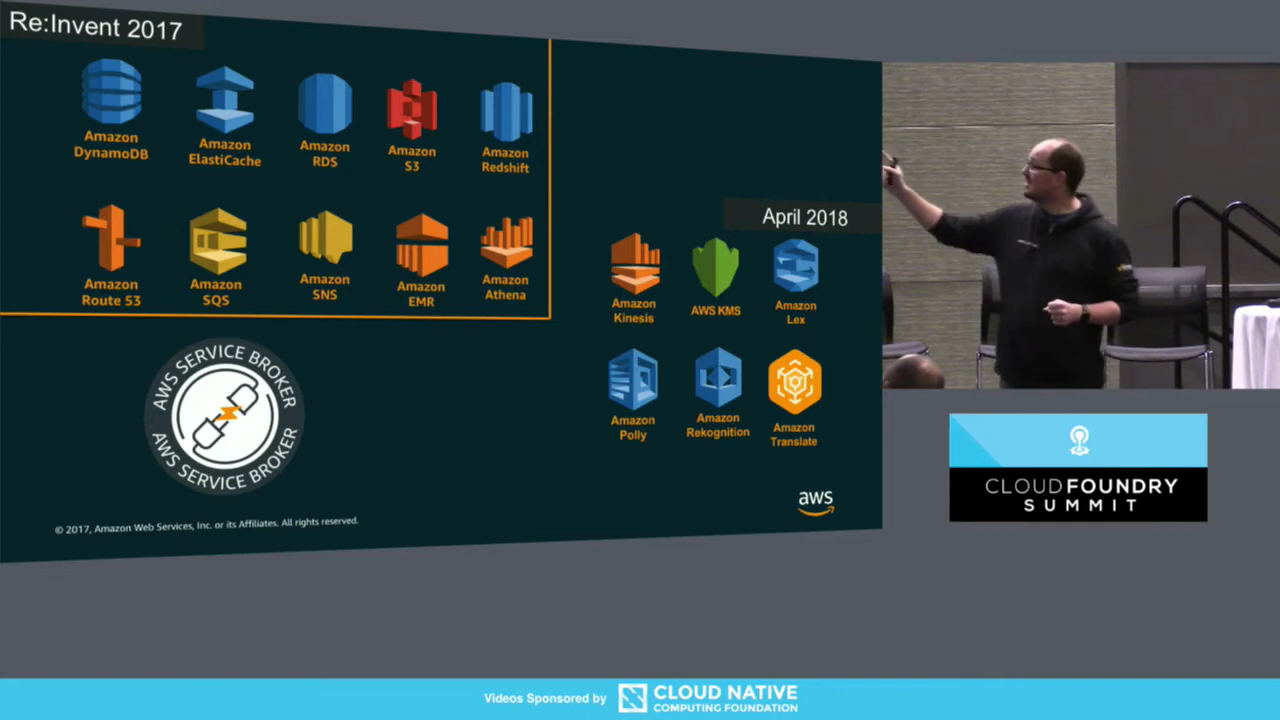 Re:Invent 2017
Amazon
DynamoDB
Amazon
ElastiCache
Amazon
RDS
Amazon
S3
Amazon
Redshift
Amazon
Route 53
Amazon
SQS
Amazon
SNS
Amazon
EMR
Amazon
Athena
April 2018
Amazon
Kinesis
AWS KMS
Amazon
Lex
Amazon
Polly
Amazon
Rekognition
Amazon
Translate
AWS SERVICE BROKER
AWS SERVICE BROKER
aws
© 2017, Amazon Web Services, Inc. or its Affiliates. All rights reserved.
CLOUDFOUNDRY
SUMMIT
Videos Sponsored by
CLOUD NATIVE
COMPUTING FOUNDATION